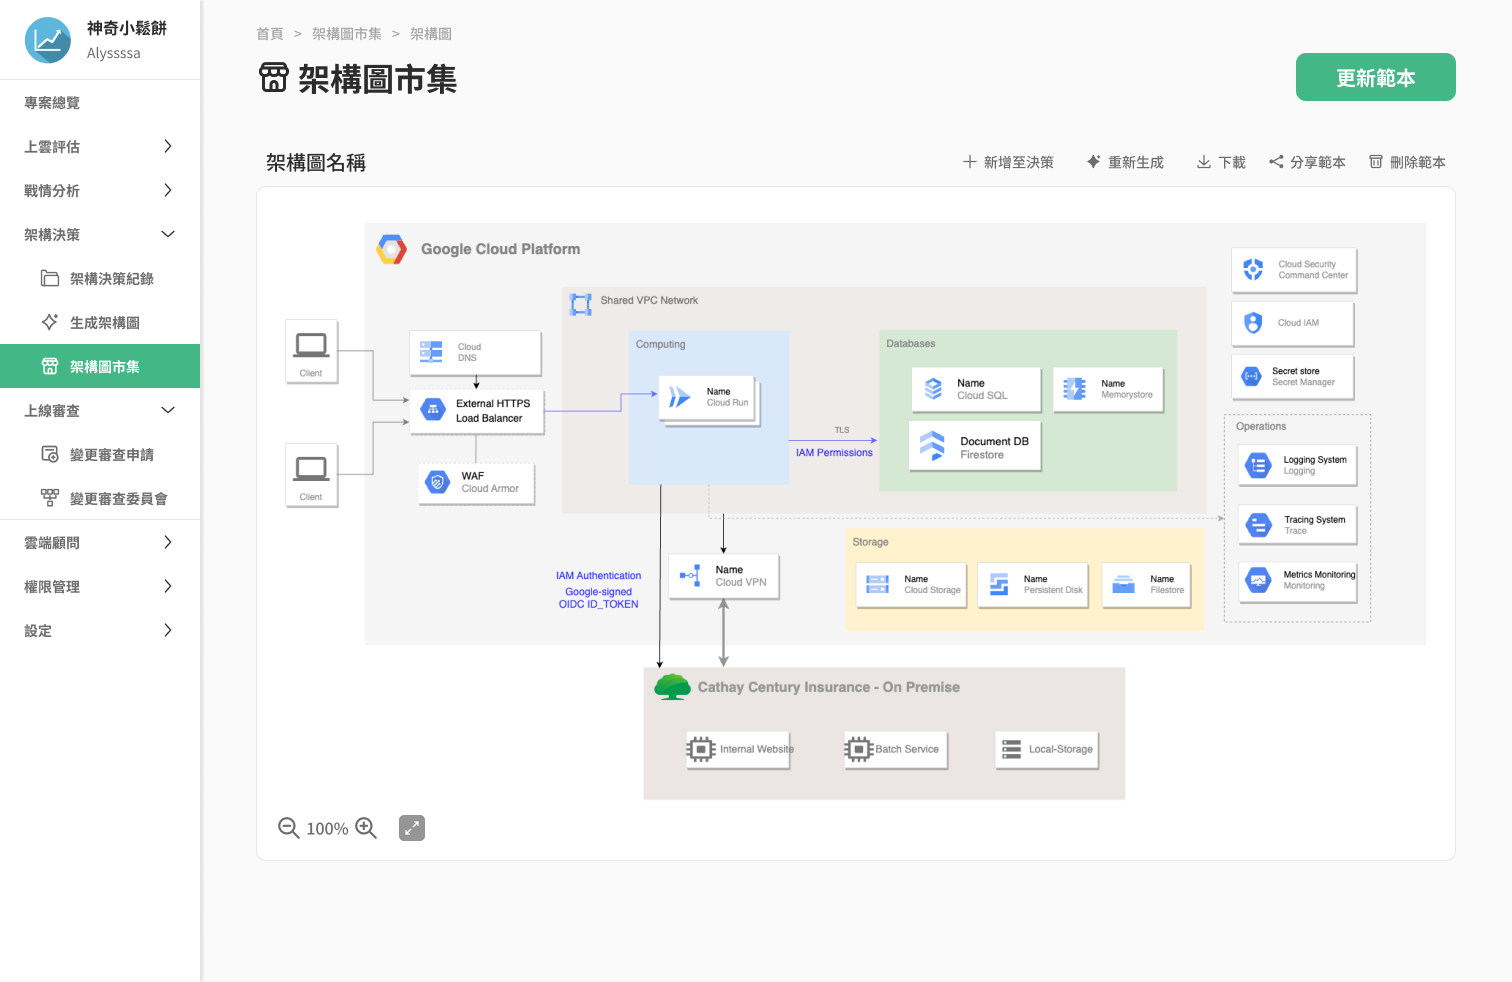 神奇小鬆餅
Alyssssa
專案總覽
上雲評估
戰情分析
架構決策
架構決策紀錄
生成架構圖
架構圖市集
上線審查
變更審查申請
變更審查委員會
雲端顧問
權限管理
設定
首頁 > 架構圖市集 > 架構圖
架構圖市集
更新範本
架構圖名稱
新增至決策
重新生成
下載
分享範本
刪除範本
Google Cloud Platform
Cloud Security
Command Center
Cloud IAM
Secret store
Secret Manager
Shared VPC Network
Client
Client
Cloud
DNS
External HTTPS
Load Balancer
WAF
Cloud Armor
Computing
Name
Cloud Run
TLS
IAM Permissions
Databases
Name
Cloud SQL
Name
Memorystore
Document DB
Firestore
Operations
Logging System
Logging
Tracing System
Trace
Metrics Monitoring
Monitoring
Storage
Name
Cloud Storage
Name
Persistent Disk
Name
Filestore
IAM Authentication
Google-signed
OIDC ID_TOKEN
Name
Cloud VPN
Cathay Century Insurance - On Premise
Internal Website
Batch Service
Local-Storage
100%